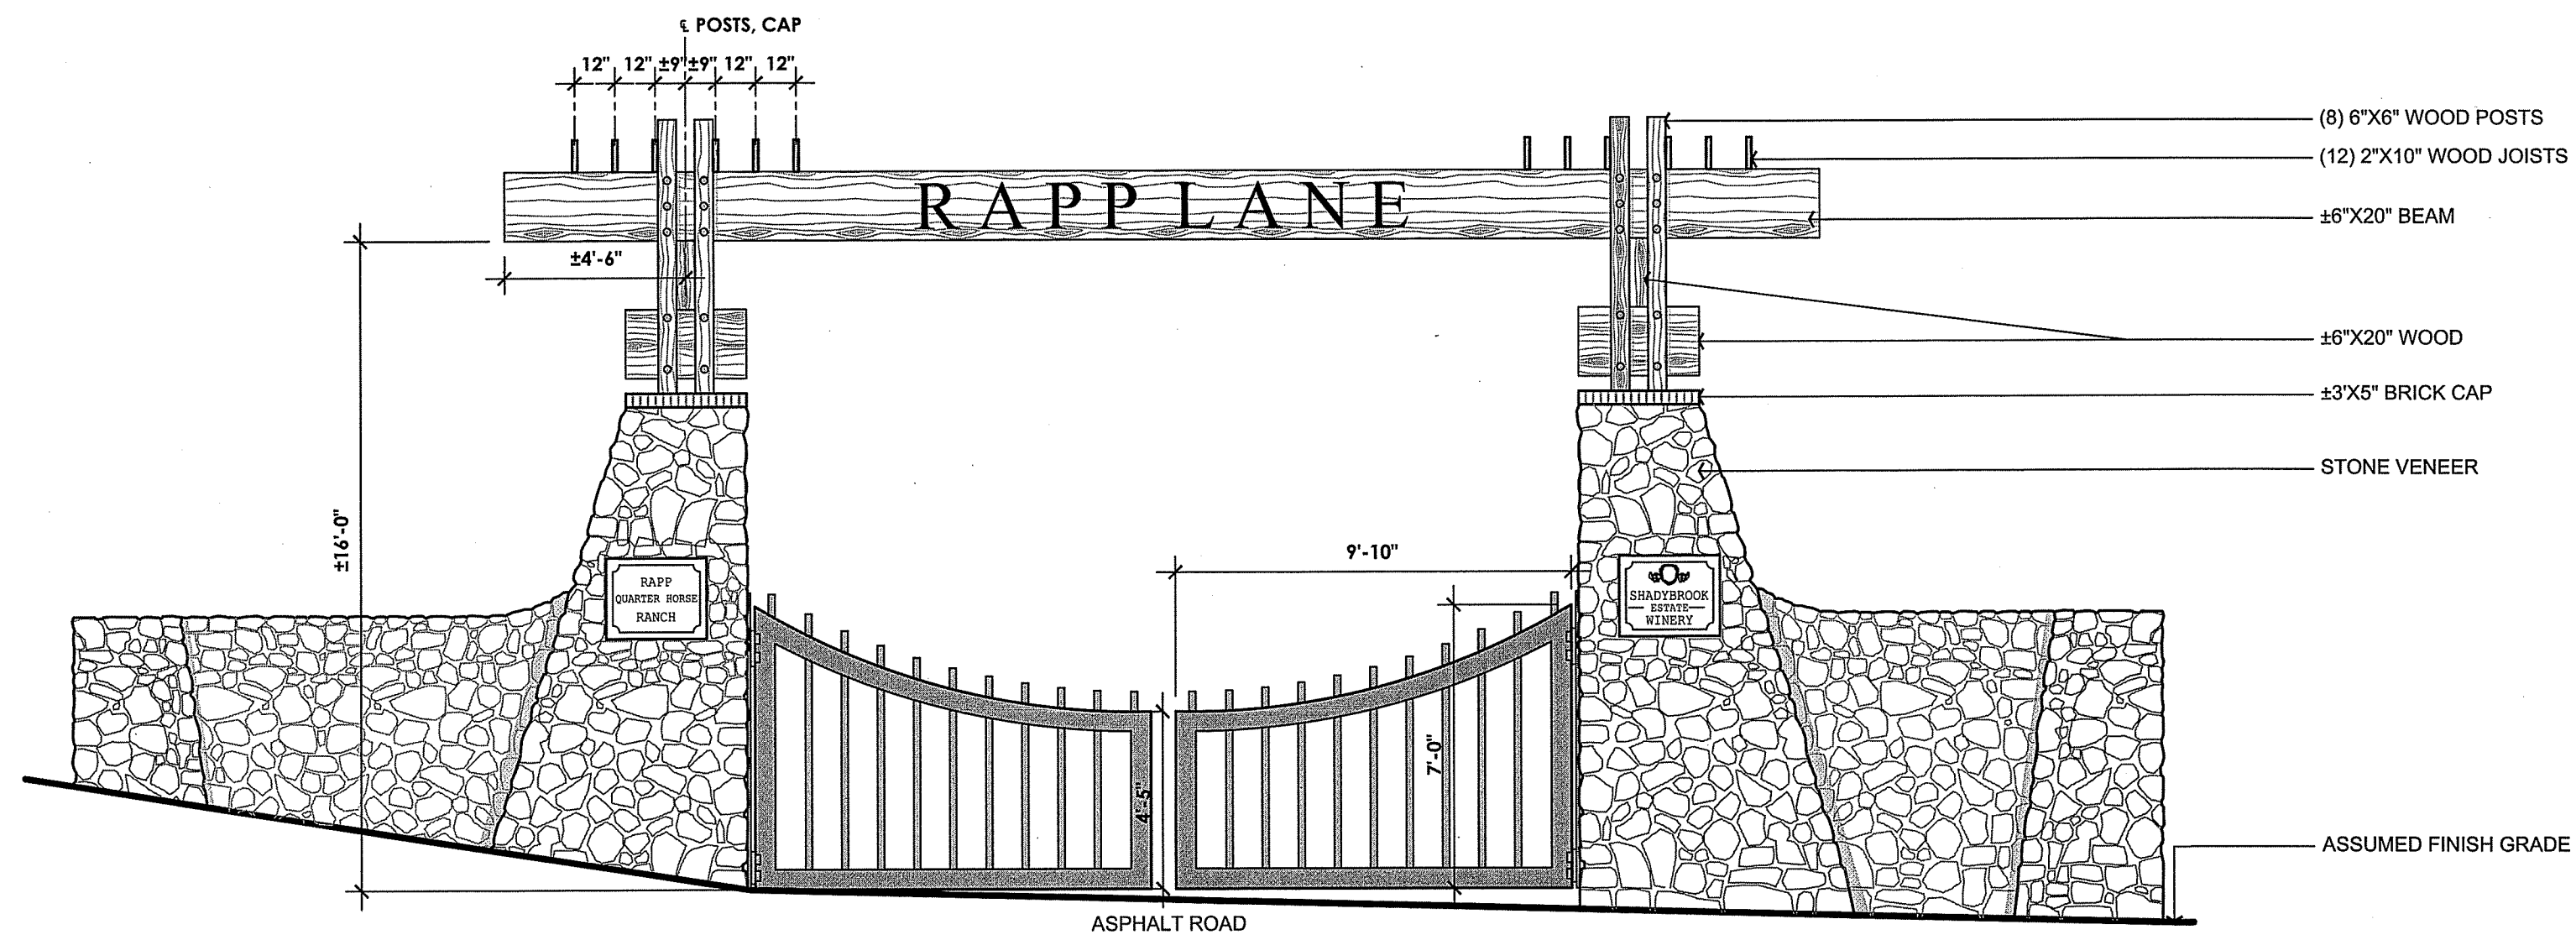 ℄ POSTS, CAP
12" 12" ±9" ±9" 12" 12"
(8) 6"X6" WOOD POSTS
(12) 2"X10" WOOD JOISTS
RAPP LANE
±6"X20" BEAM
±4'-6"
±6"X20" WOOD
±3'X5" BRICK CAP
STONE VENEER
±16'-0"
9'-10"
RAPP
QUARTER HORSE
RANCH
SHADYBROOK
ESTATE
WINERY
7'-0"
4'-5"
ASSUMED FINISH GRADE
ASPHALT ROAD